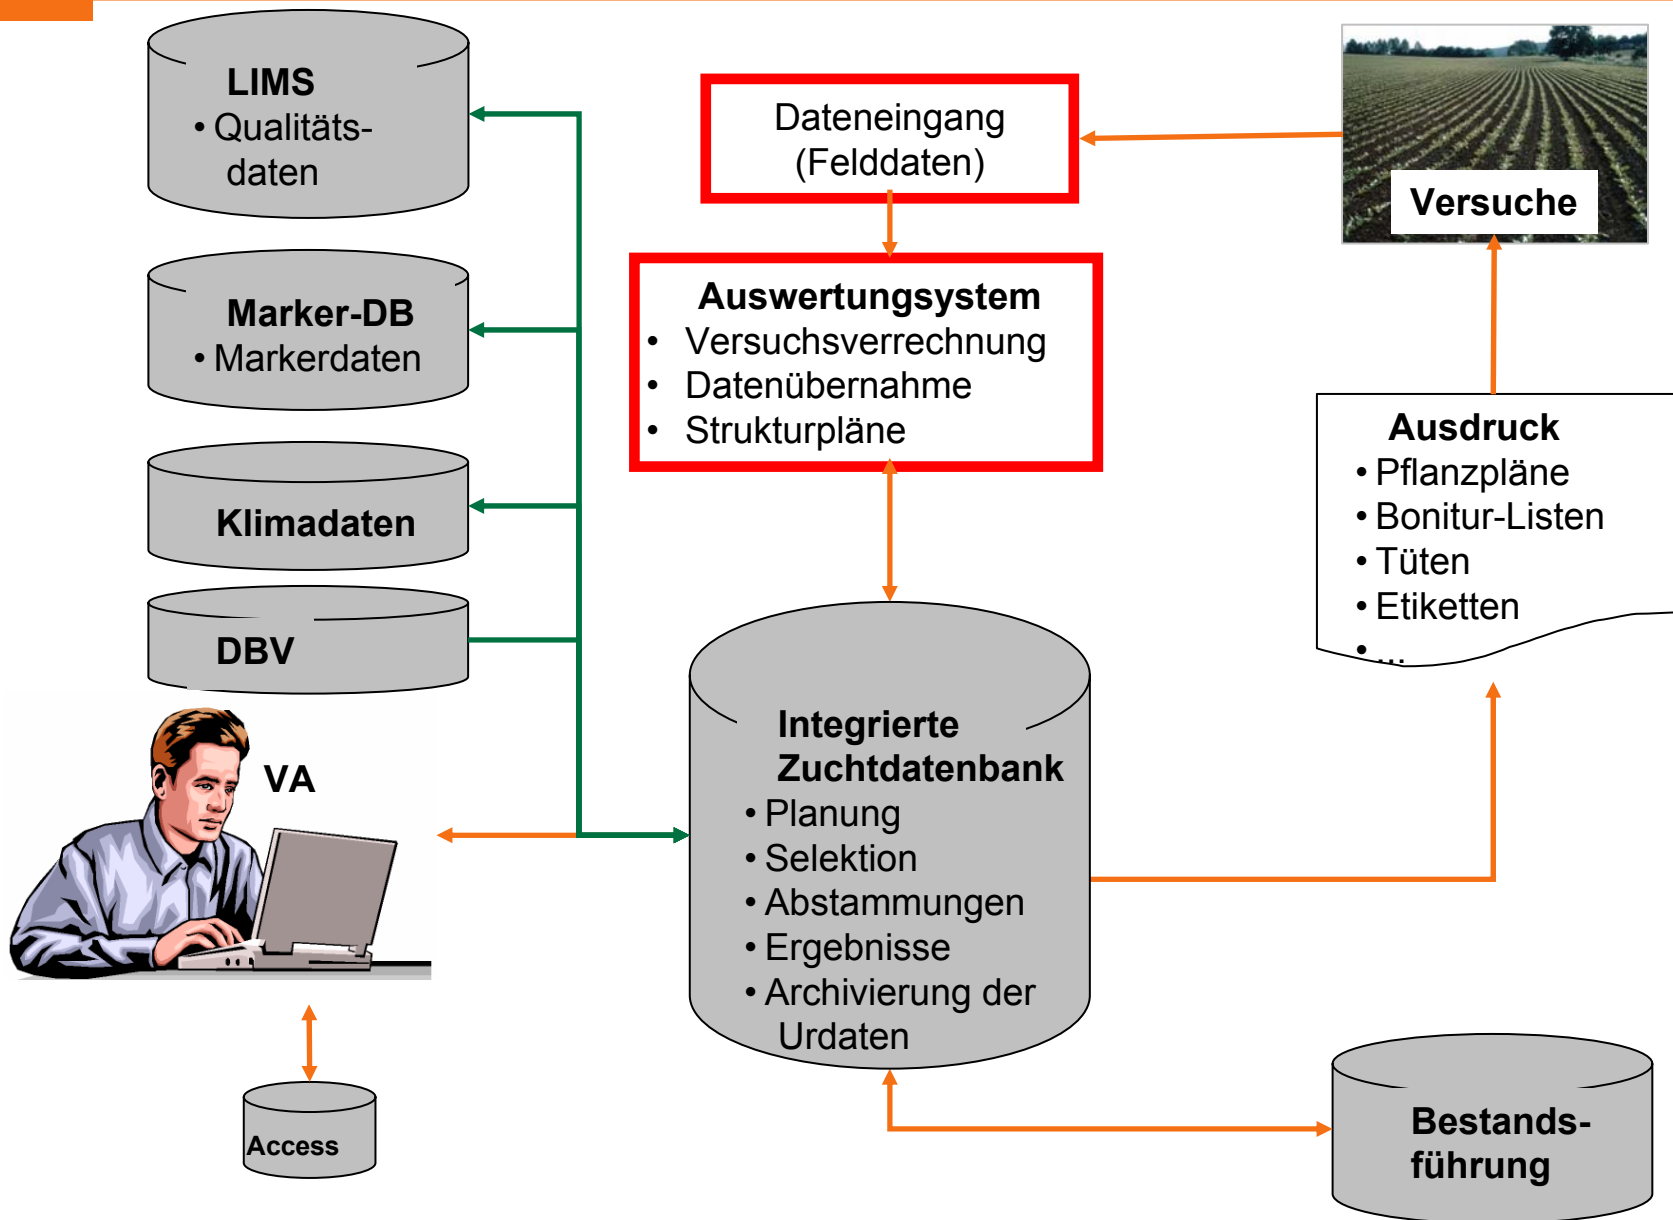 LIMS
• Qualitäts-
daten
Marker-DB
• Markerdaten
Klimadaten
DBV
VA
Access
Dateneingang
(Felddaten)
Auswertungsystem
• Versuchsverrechnung
• Datenübernahme
• Strukturpläne
Integrierte
Zuchtdatenbank
• Planung
• Selektion
• Abstammungen
• Ergebnisse
• Archivierung der
Urdaten
Versuche
Ausdruck
• Pflanzpläne
• Bonitur-Listen
• Tüten
• Etiketten
• ...
Bestands-
führung